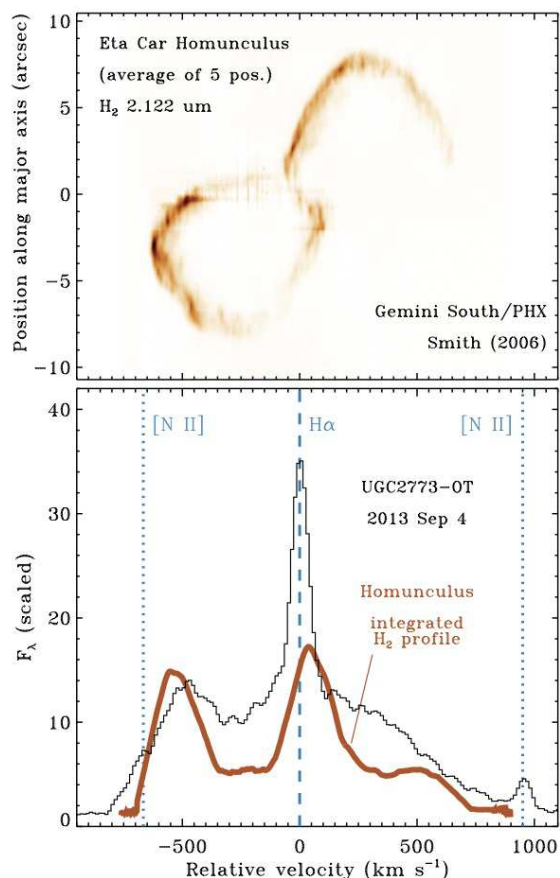 Eta Car Homunculus
(average of 5 pos.)
H₂ 2.122 um
Gemini South/PHX
Smith (2006)
Position along major axis (arcsec)
10
5
0
-5
-10
[N II]
Hα
[N II]
UGC2773-OT
2013 Sep 4
Homunculus
integrated
H₂ profile
F_λ (scaled)
40
30
20
10
0
-500
0
500
1000
Relative velocity (km s⁻¹)